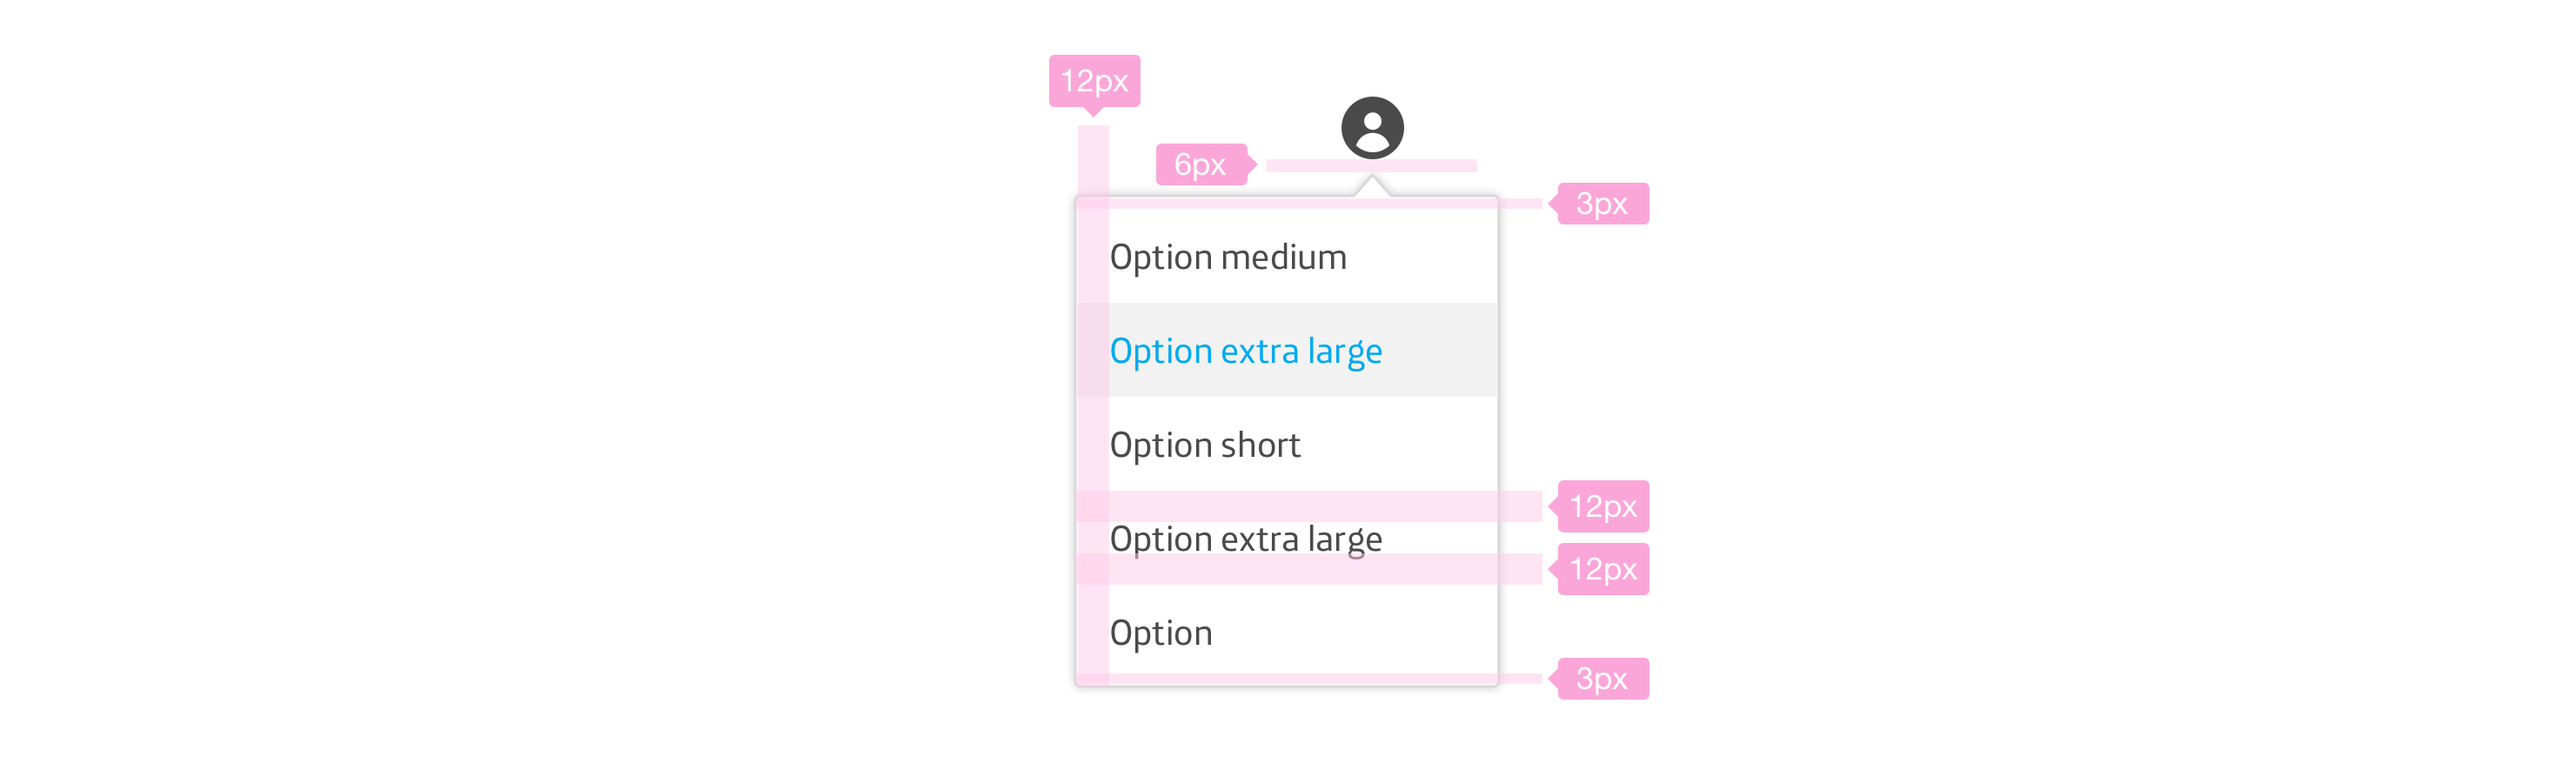 12px
6px
3px
Option medium
Option extra large
Option short
12px
Option extra large
12px
Option
3px